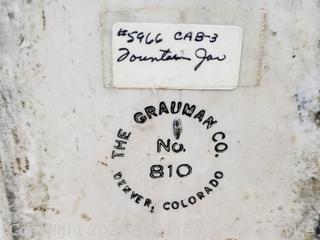 #5966 CAB-3
Fountain Jar
THE GRAUMAN CO.
No.
810
DENVER, COLORADO